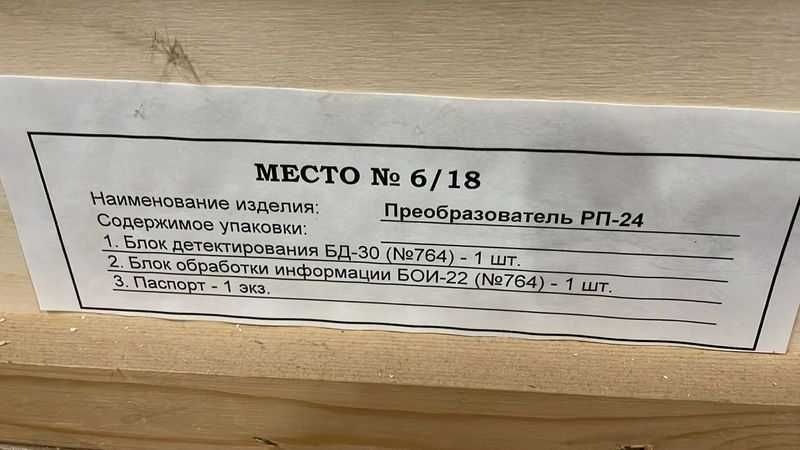 МЕСТО № 6/18
Наименование изделия: Преобразователь РП-24
Содержимое упаковки:
1. Блок детектирования БД-30 (№764) - 1 шт.
2. Блок обработки информации БОИ-22 (№764) - 1 шт.
3. Паспорт - 1 экз.